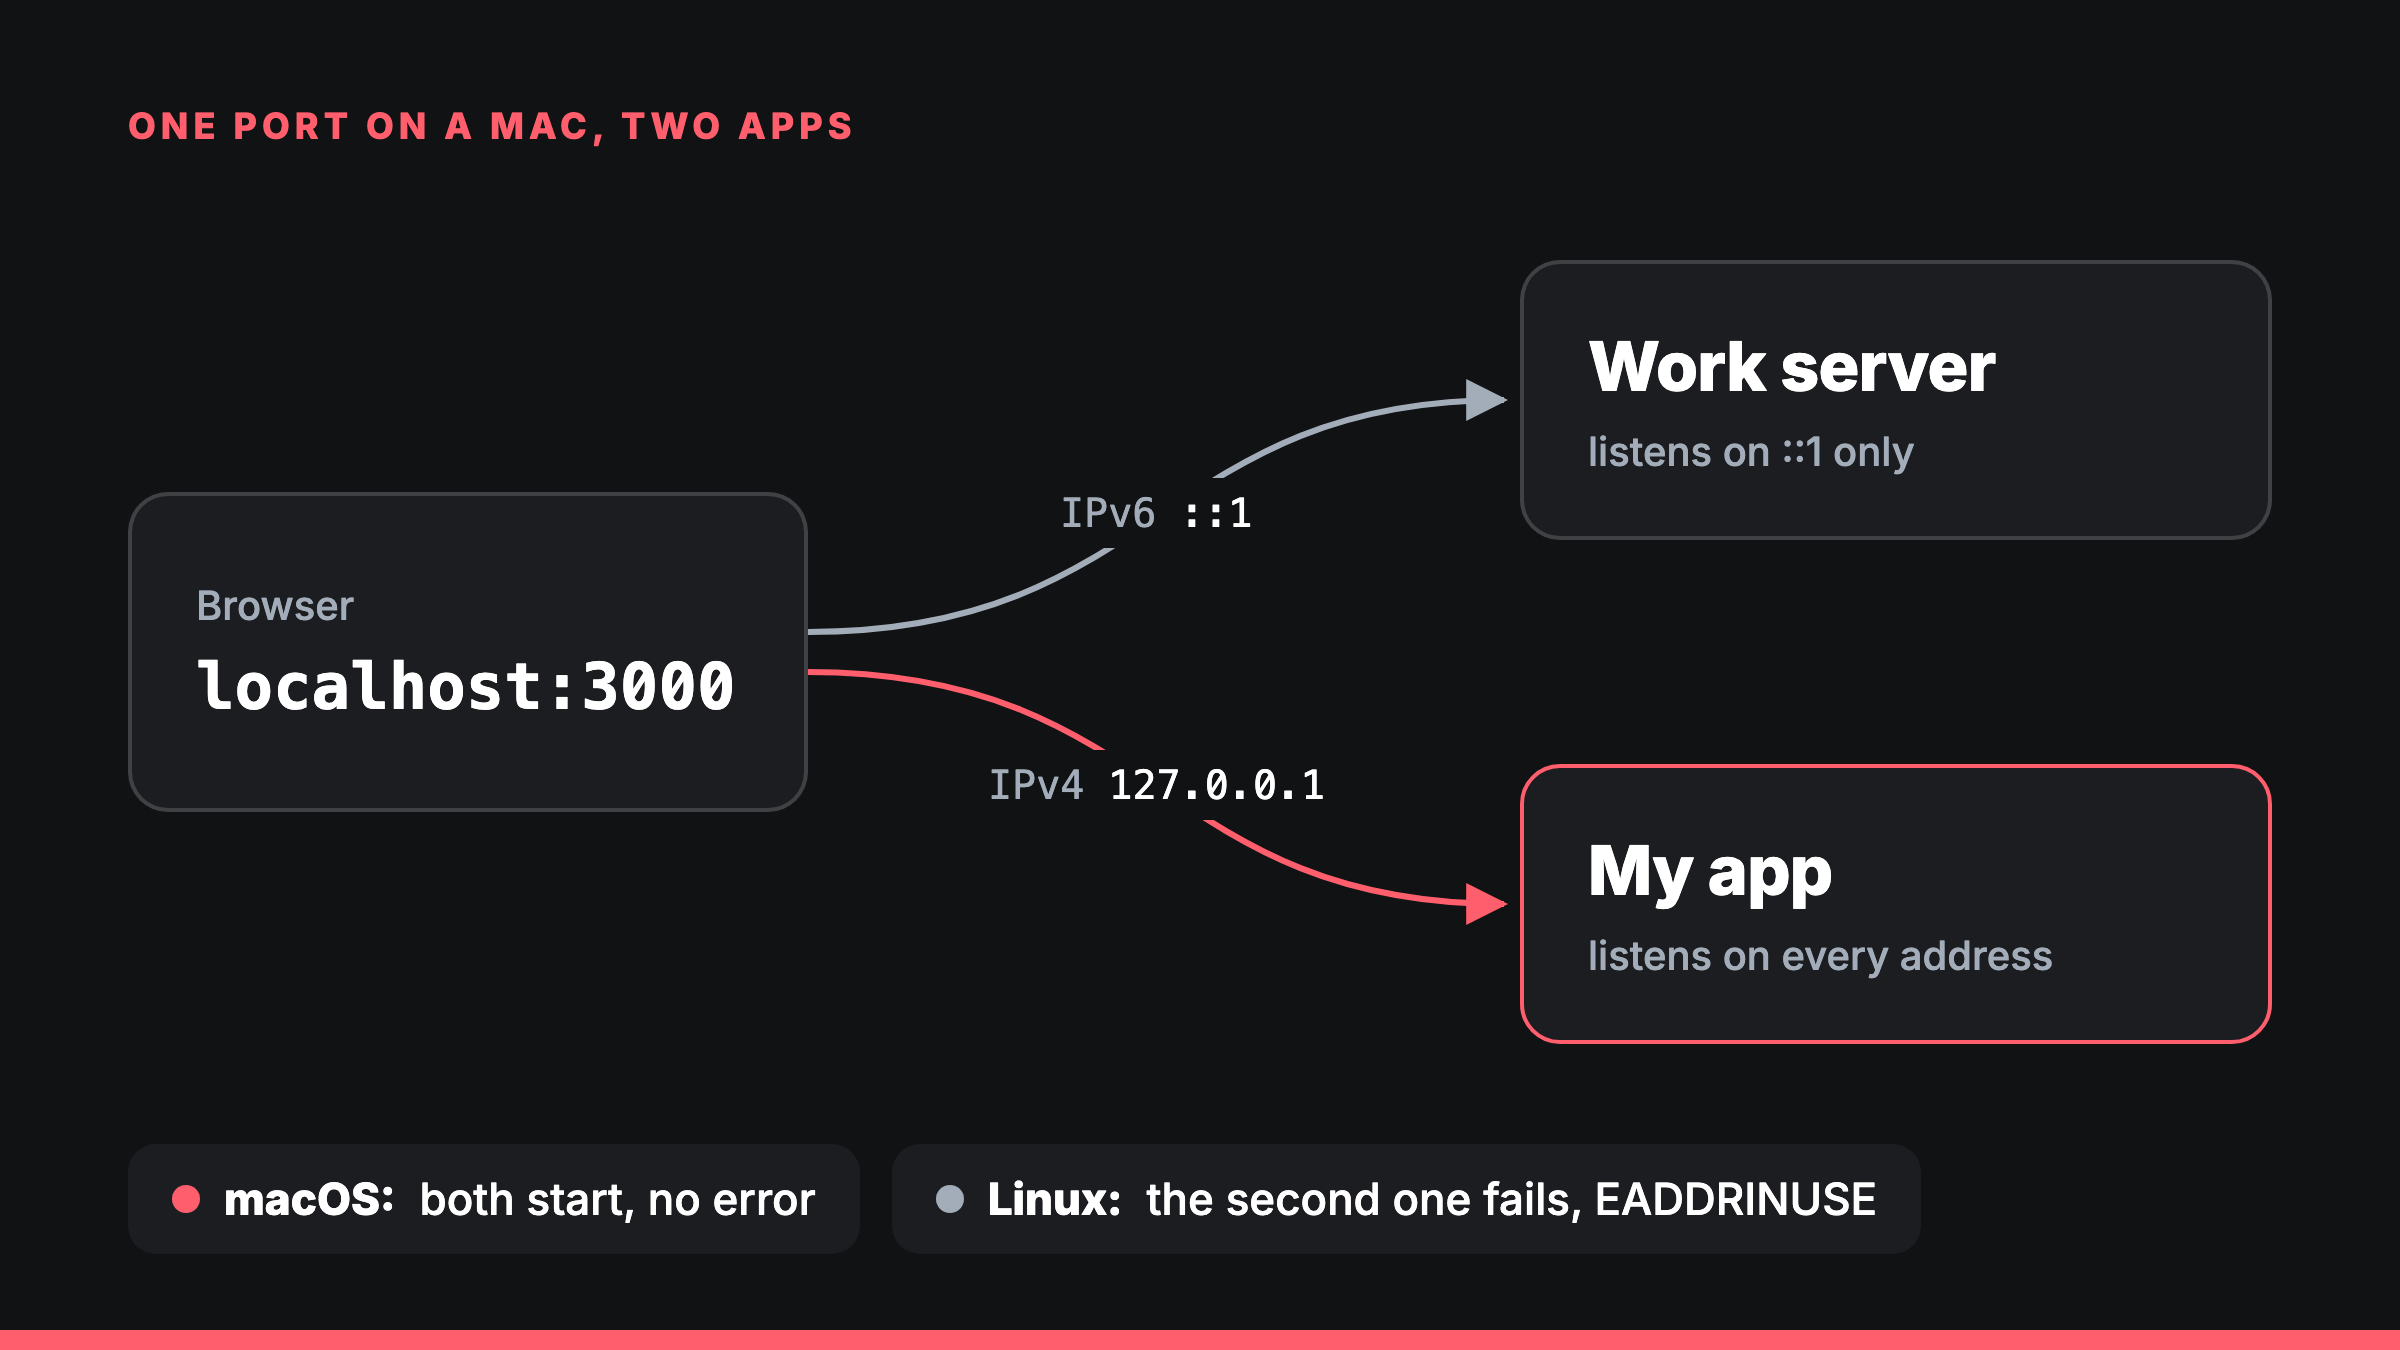 ONE PORT ON A MAC, TWO APPS
Work server
listens on ::1 only
IPv6 ::1
Browser
localhost:3000
IPv4 127.0.0.1
My app
listens on every address
macOS: both start, no error
Linux: the second one fails, EADDRINUSE